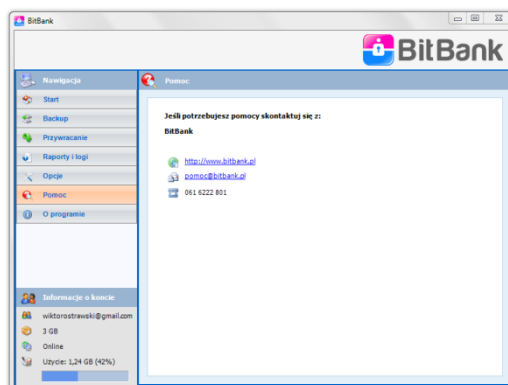 BitBank
BitBank
Nawigacja
Start
Backup
Przywracanie
Raporty i logi
Opcje
Pomoc
O programie
Pomoc
Jeśli potrzebujesz pomocy skontaktuj się z:
BitBank
http://www.bitbank.pl
pomoc@bitbank.pl
061 6222 801
Informacje o koncie
wiktorostrawski@gmail.com
3 GB
Online
Użycie: 1,24 GB (42%)